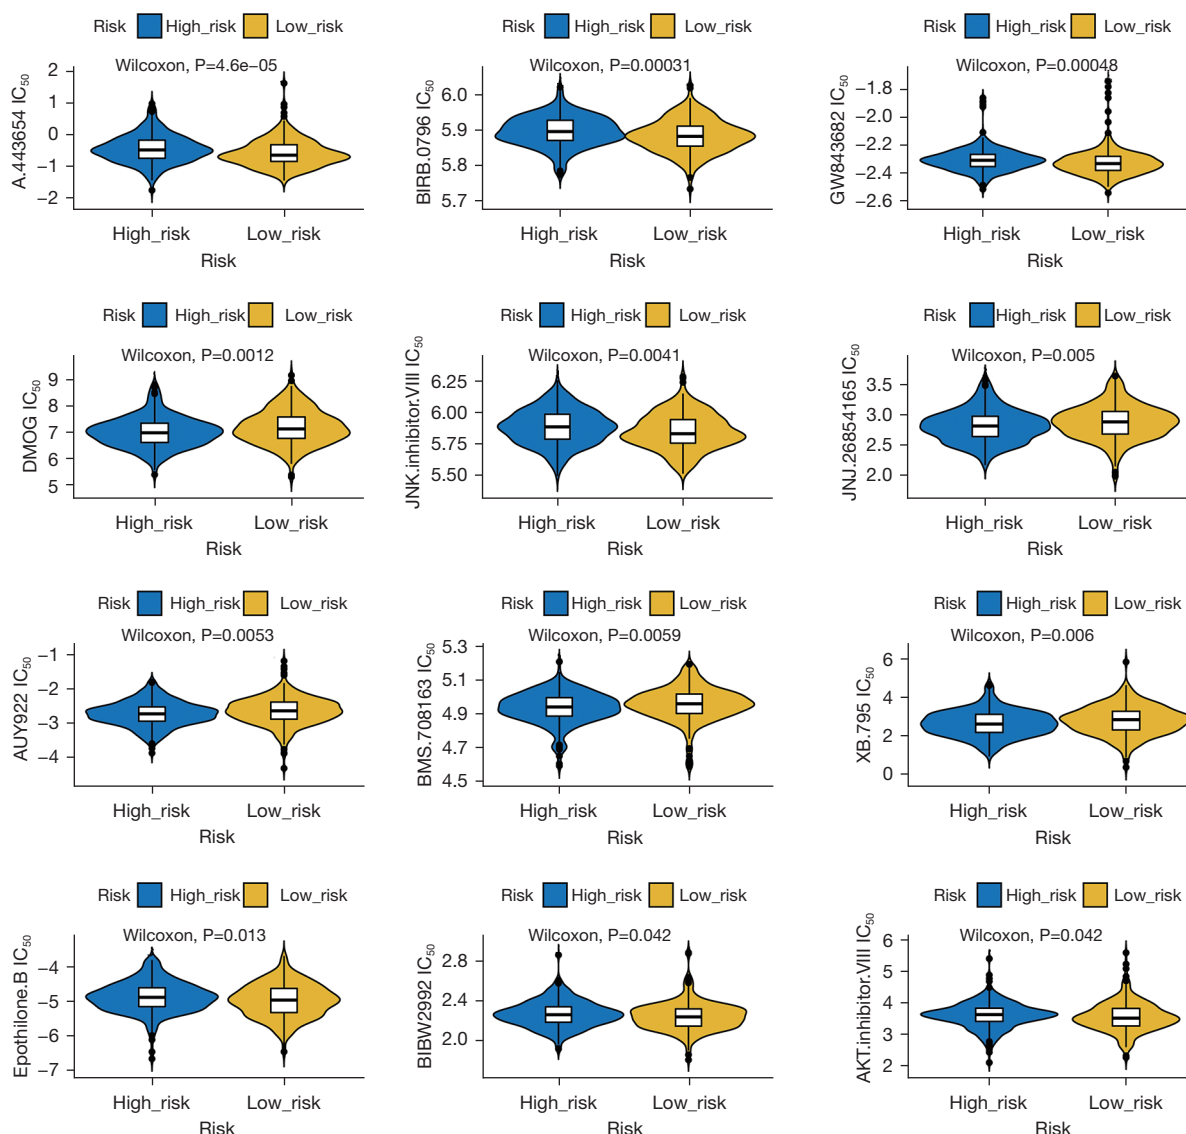 Risk High_risk Low_risk
Wilcoxon, P=4.6e−05
A.443654 IC50
2
1
0
−1
−2
High_risk Low_risk
Risk
Risk High_risk Low_risk
Wilcoxon, P=0.00031
BIRB.0796 IC50
6.0
5.9
5.8
5.7
High_risk Low_risk
Risk
Risk High_risk Low_risk
Wilcoxon, P=0.00048
GW843682 IC50
−1.8
−2.0
−2.2
−2.4
−2.6
High_risk Low_risk
Risk
Risk High_risk Low_risk
Wilcoxon, P=0.0012
DMOG IC50
9
8
7
6
5
High_risk Low_risk
Risk
Risk High_risk Low_risk
Wilcoxon, P=0.0041
JNK.inhibitor.VIII IC50
6.25
6.00
5.75
5.50
High_risk Low_risk
Risk
Risk High_risk Low_risk
Wilcoxon, P=0.005
JNJ.26854165 IC50
3.5
3.0
2.5
2.0
High_risk Low_risk
Risk
Risk High_risk Low_risk
Wilcoxon, P=0.0053
AUY922 IC50
−1
−2
−3
−4
High_risk Low_risk
Risk
Risk High_risk Low_risk
Wilcoxon, P=0.0059
BMS.708163 IC50
5.3
5.1
4.9
4.7
4.5
High_risk Low_risk
Risk
Risk High_risk Low_risk
Wilcoxon, P=0.006
XB.795 IC50
6
4
2
0
High_risk Low_risk
Risk
Risk High_risk Low_risk
Wilcoxon, P=0.013
Epothilone.B IC50
−4
−5
−6
−7
High_risk Low_risk
Risk
Risk High_risk Low_risk
Wilcoxon, P=0.042
BIBW2992 IC50
2.8
2.4
2.0
High_risk Low_risk
Risk
Risk High_risk Low_risk
Wilcoxon, P=0.042
AKT.inhibitor.VIII IC50
6
5
4
3
2
High_risk Low_risk
Risk